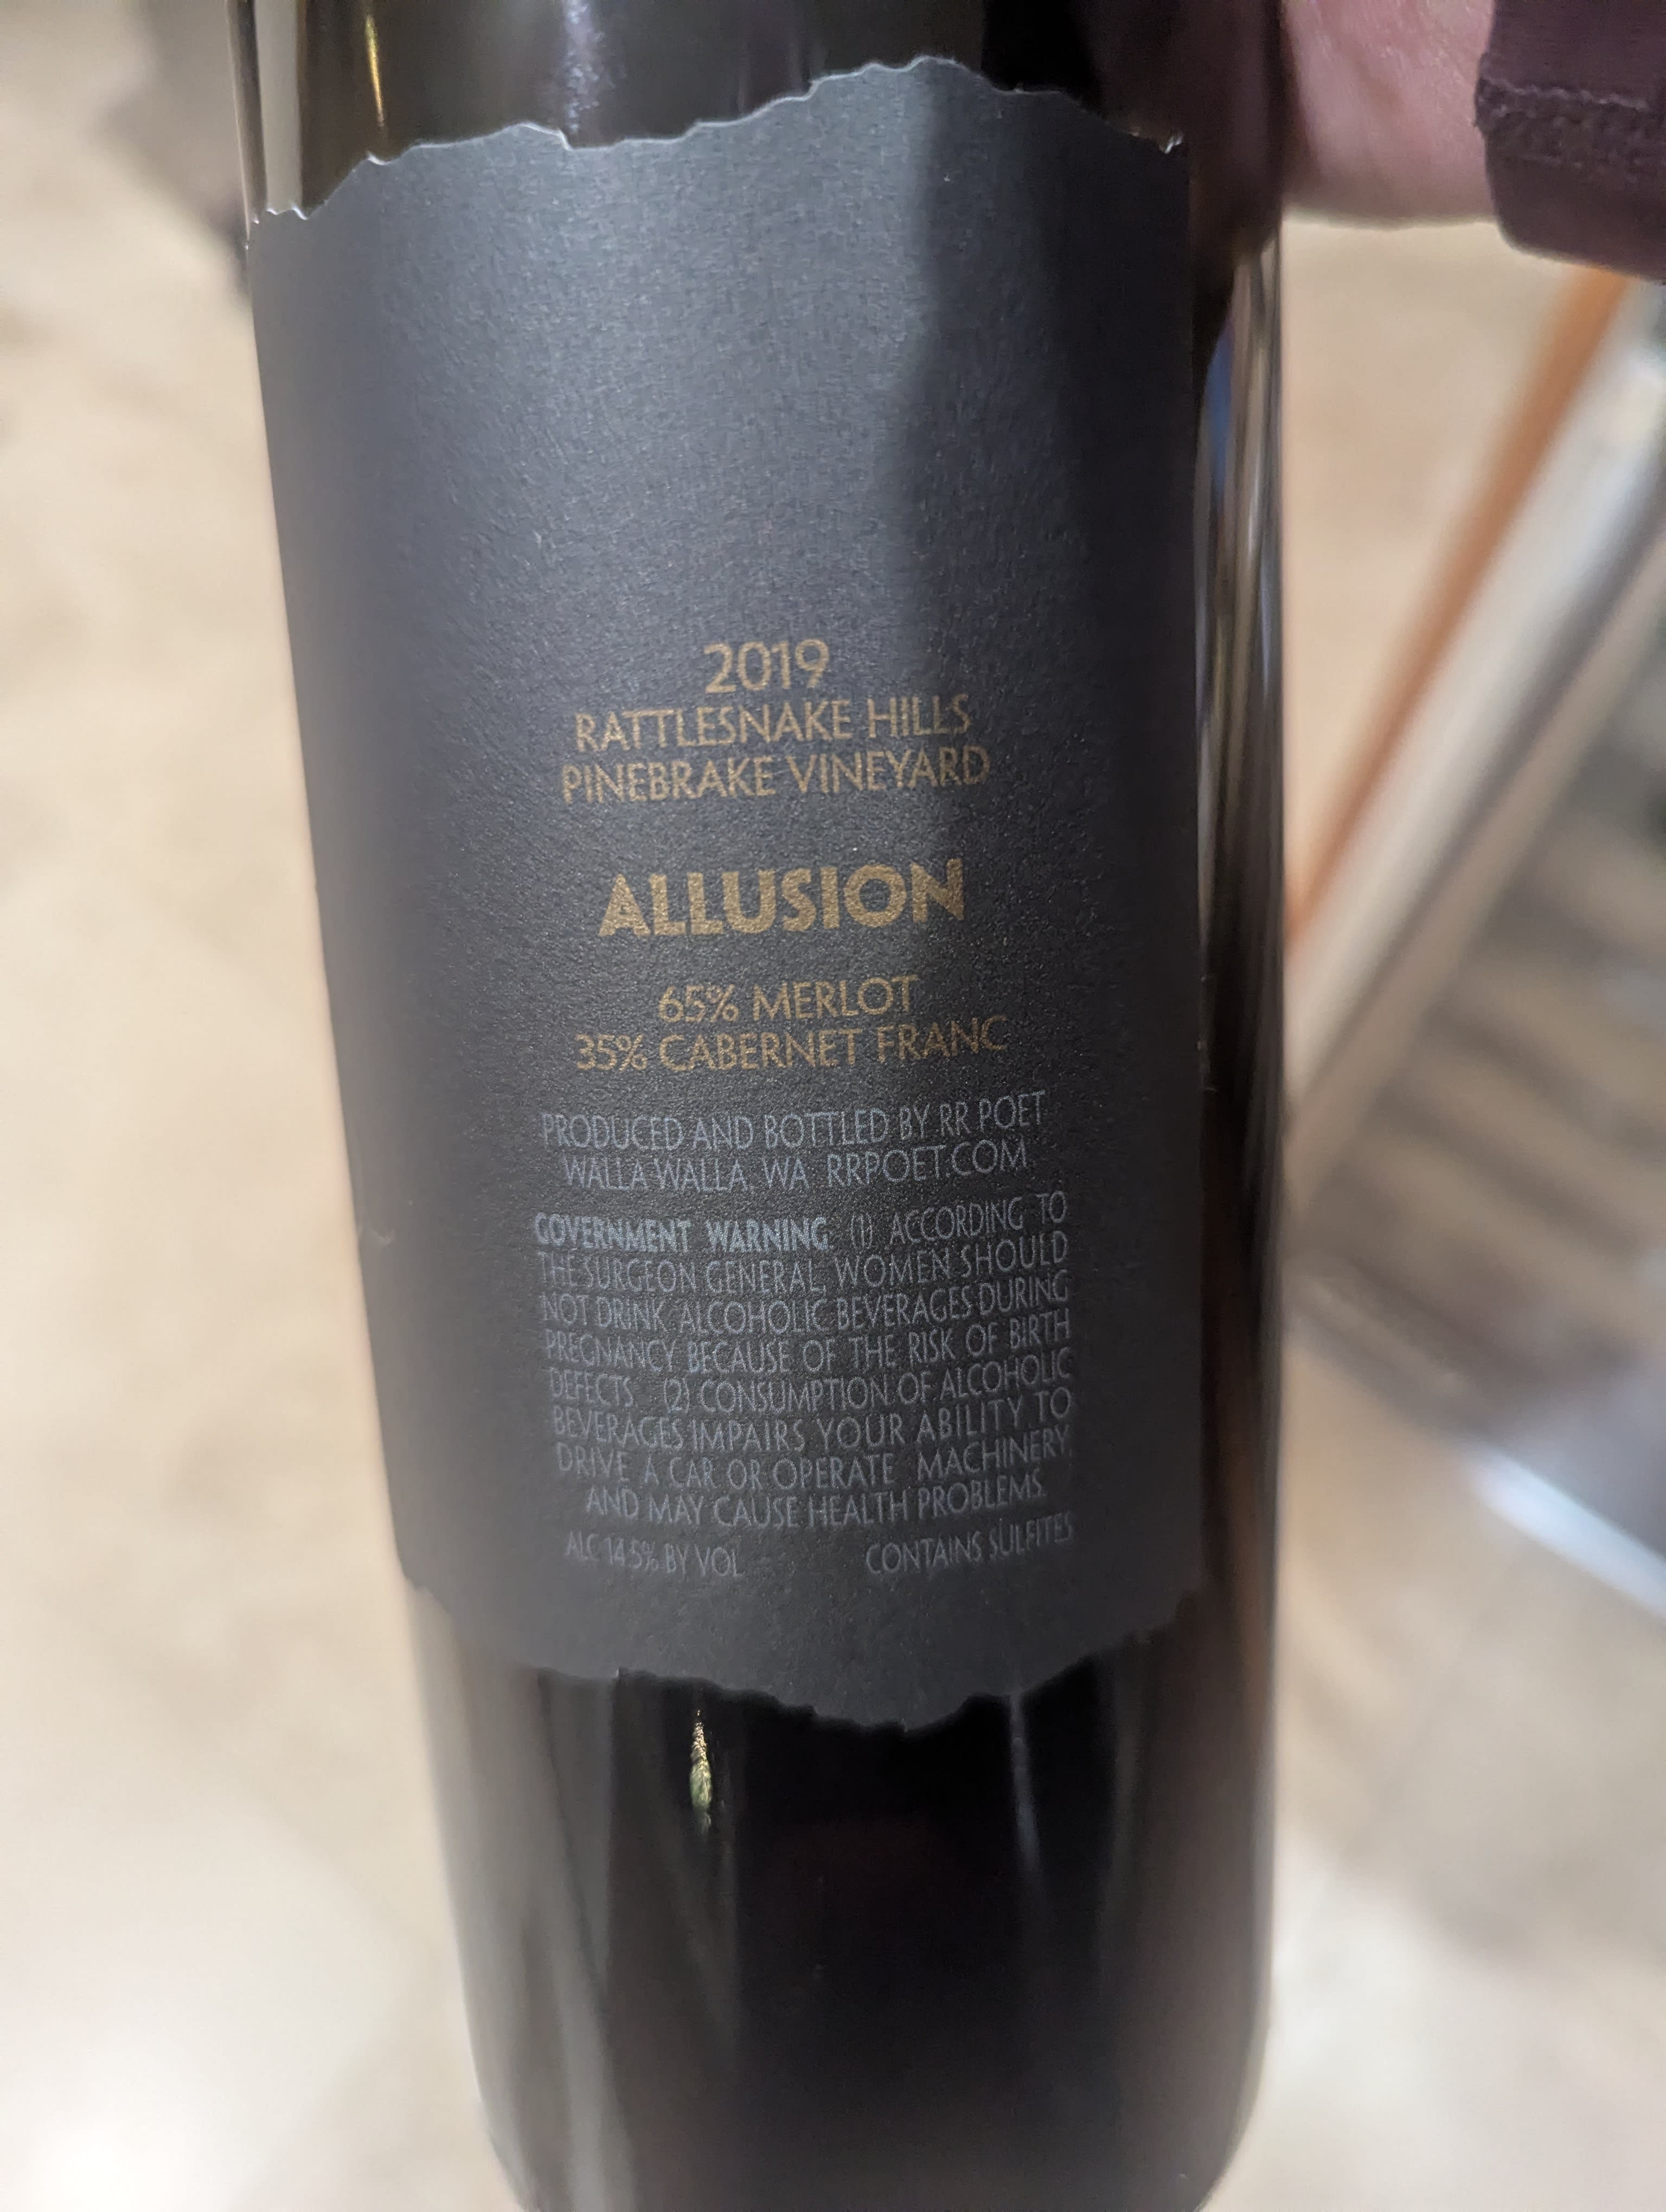 2019
RATTLESNAKE HILLS
PINEBRAKE VINEYARD
ALLUSION
65% MERLOT
35% CABERNET FRANC
PRODUCED AND BOTTLED BY RR POET
WALLA WALLA, WA RRPOET.COM
GOVERNMENT WARNING (1) ACCORDING TO
THE SURGEON GENERAL, WOMEN SHOULD
NOT DRINK ALCOHOLIC BEVERAGES DURING
PREGNANCY BECAUSE OF THE RISK OF BIRTH
DEFECTS. (2) CONSUMPTION OF ALCOHOLIC
BEVERAGES IMPAIRS YOUR ABILITY TO
DRIVE A CAR OR OPERATE MACHINERY,
AND MAY CAUSE HEALTH PROBLEMS.
ALC 14.5% BY VOL CONTAINS SULFITES